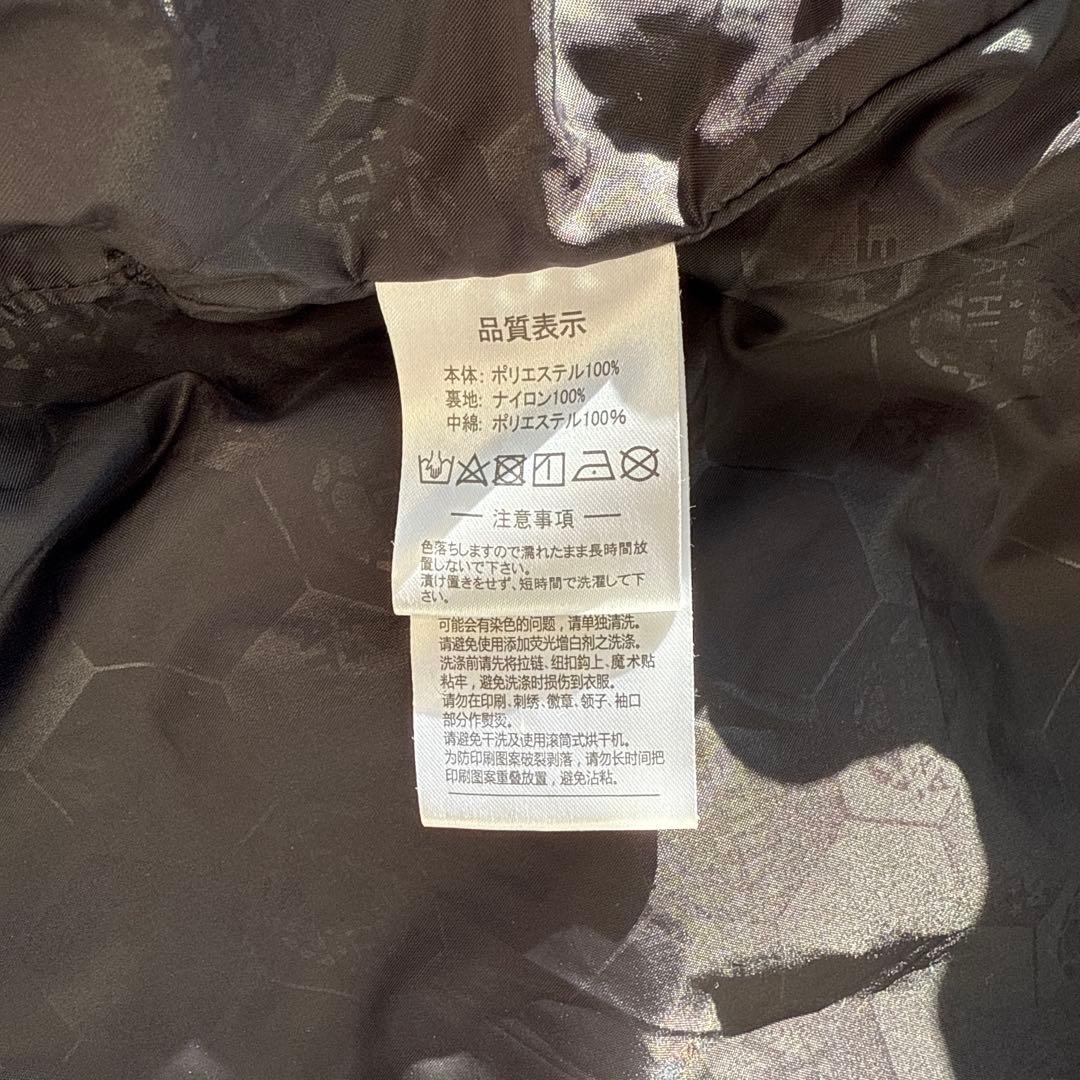 品質表示
本体: ポリエステル100%
裏地: ナイロン100%
中綿: ポリエステル100%
注意事項
色落ちしますので濡れたまま長時間放
置しないで下さい。
漬け置きをせず、短時間で洗濯して下
さい。
可能会有染色的问题，请单独清洗。
请避免使用添加荧光增白剂之洗涤。
洗涤前请先将拉链、纽扣鈎上、魔术贴
粘牢，避免洗涤时损伤到衣服。
请勿在印刷、刺绣、徽章、领子、袖口
部分作熨烫。
请避免干洗及使用滚筒式烘干机。
为防印刷图案破裂剥落，请勿长时间把
印刷图案重叠放置，避免沾粘。